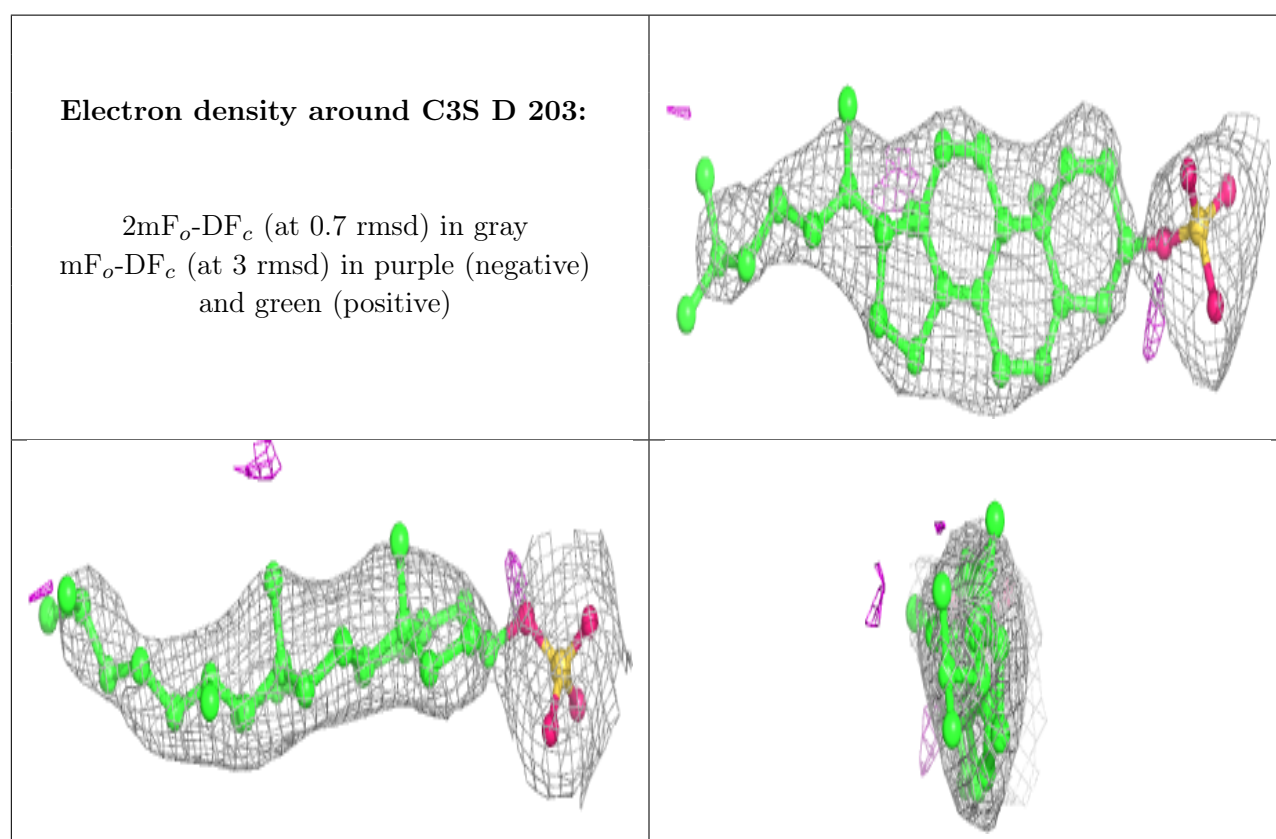 Electron density around C3S D 203:
2mFo-DFc (at 0.7 rmsd) in gray
mFo-DFc (at 3 rmsd) in purple (negative)
and green (positive)